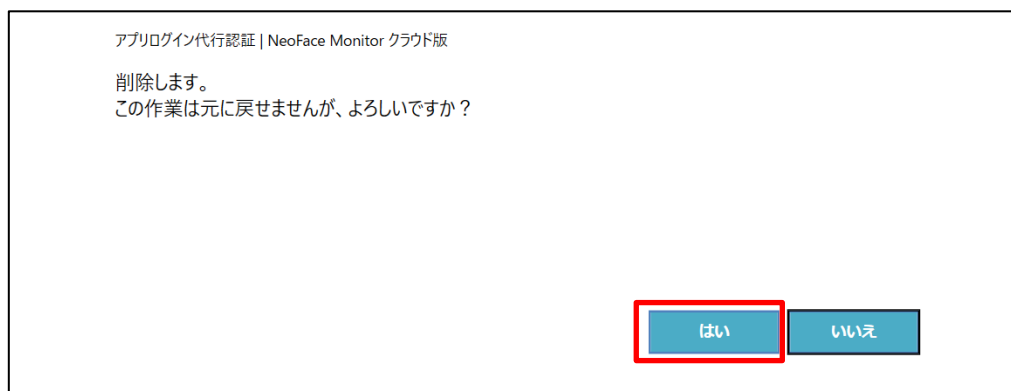 アプリログイン代行認証 | NeoFace Monitor クラウド版
削除します。
この作業は元に戻せませんが、よろしいですか？
はい
いいえ